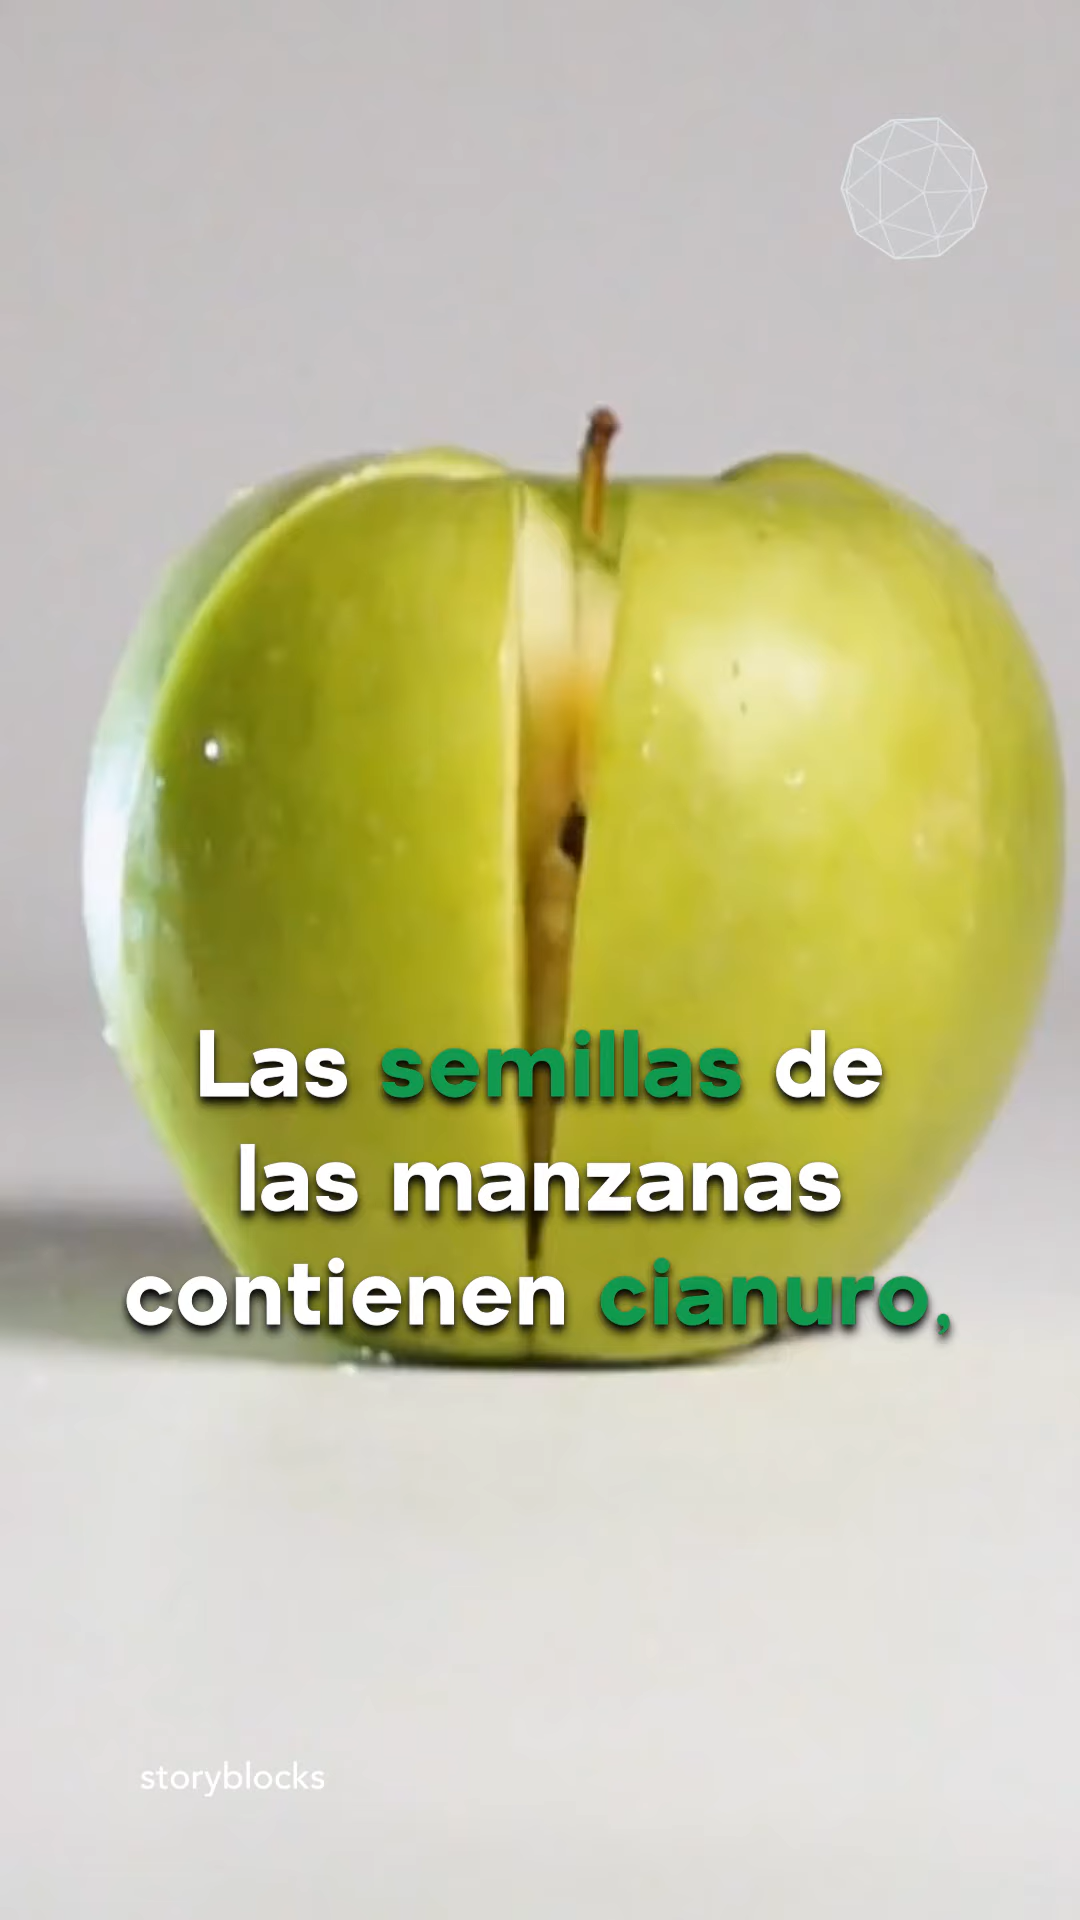 Las semillas de
las manzanas
contienen cianuro,
storyblocks